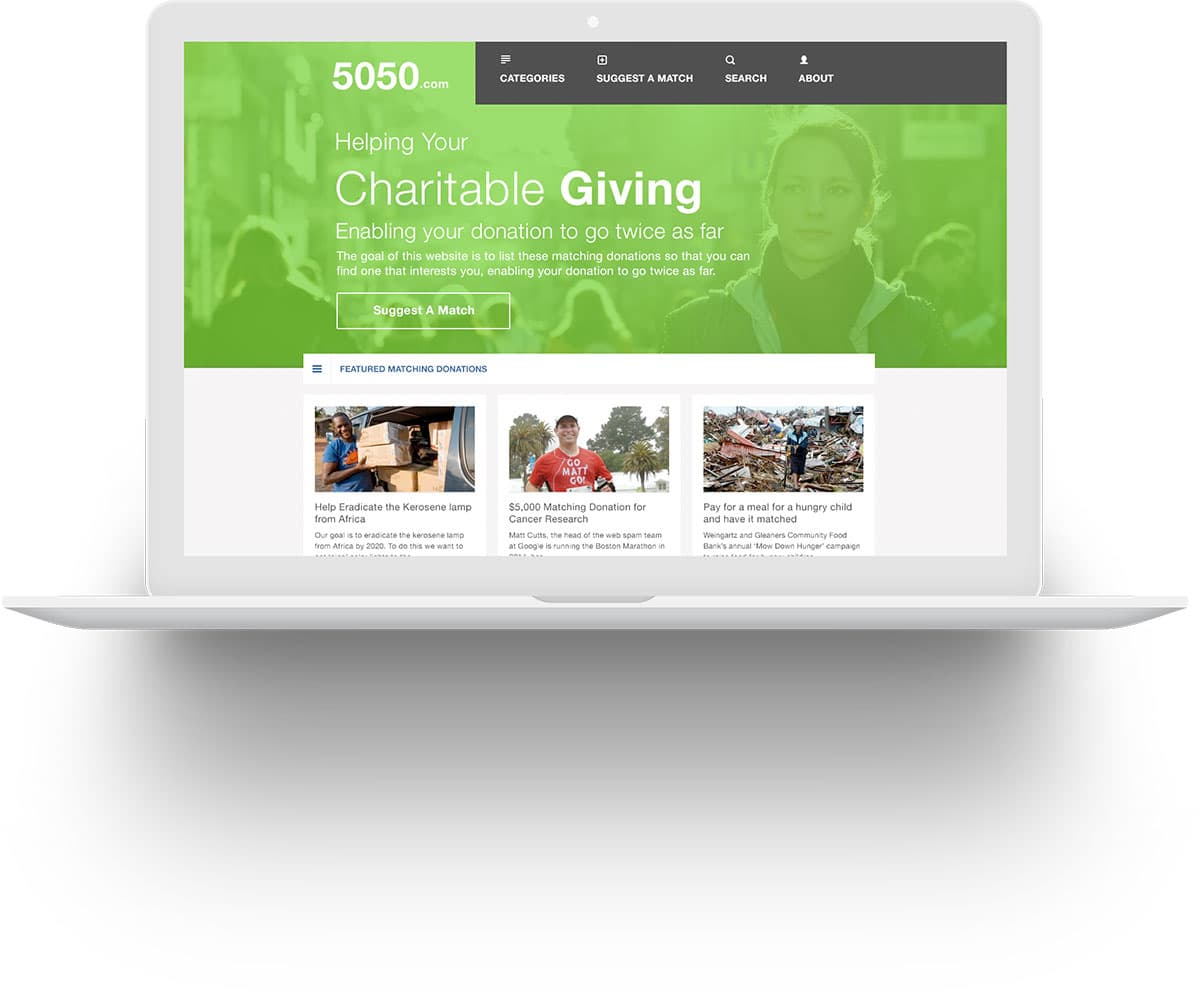 5050.com
CATEGORIES
SUGGEST A MATCH
SEARCH
ABOUT
Helping Your
Charitable Giving
Enabling your donation to go twice as far
The goal of this website is to list these matching donations so that you can
find one that interests you, enabling your donation to go twice as far.
Suggest A Match
FEATURED MATCHING DONATIONS
GO
MATT
GO!
Help Eradicate the Kerosene lamp
from Africa
Our goal is to eradicate the kerosene lamp
from Africa by 2020. To do this we want to
$5,000 Matching Donation for
Cancer Research
Matt Cutts, the head of the web spam team
at Google is running the Boston Marathon in
Pay for a meal for a hungry child
and have it matched
Weingartz and Gleaners Community Food
Bank's annual "Mow Down Hunger" campaign